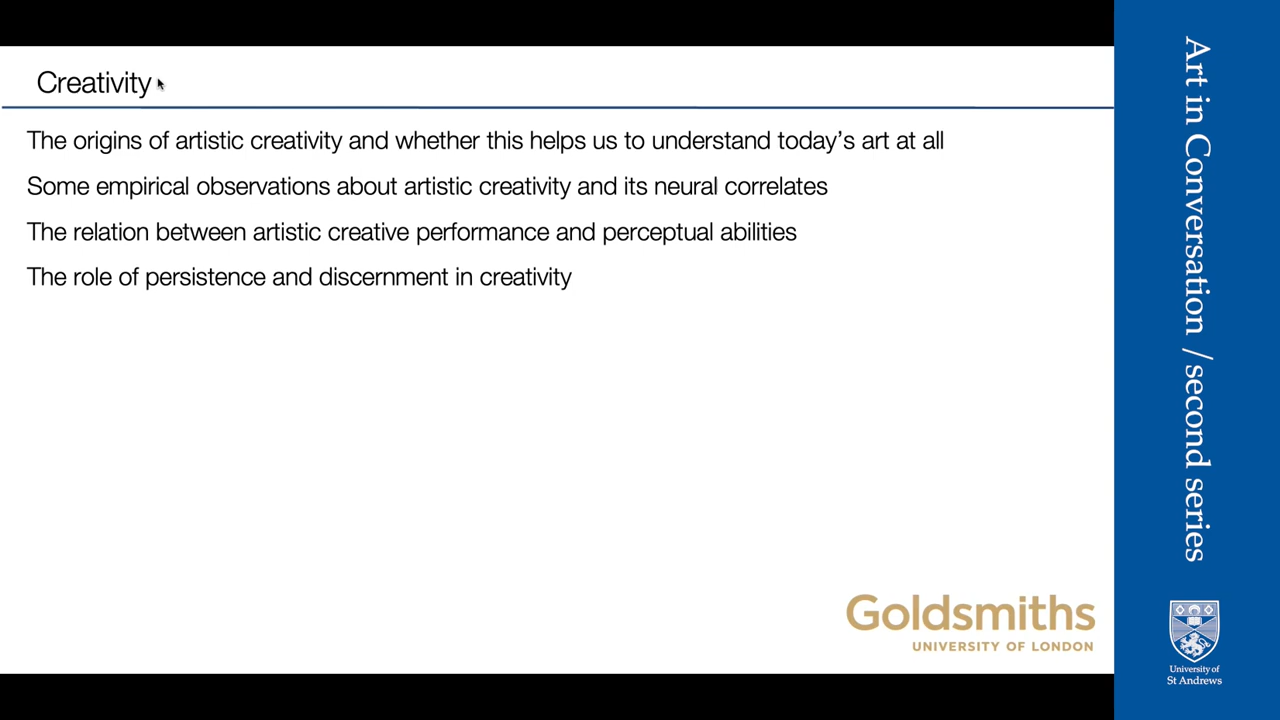 Creativity
The origins of artistic creativity and whether this helps us to understand today’s art at all
Some empirical observations about artistic creativity and its neural correlates
The relation between artistic creative performance and perceptual abilities
The role of persistence and discernment in creativity
Goldsmiths
UNIVERSITY OF LONDON
Art in Conversation / second series
University of
St Andrews